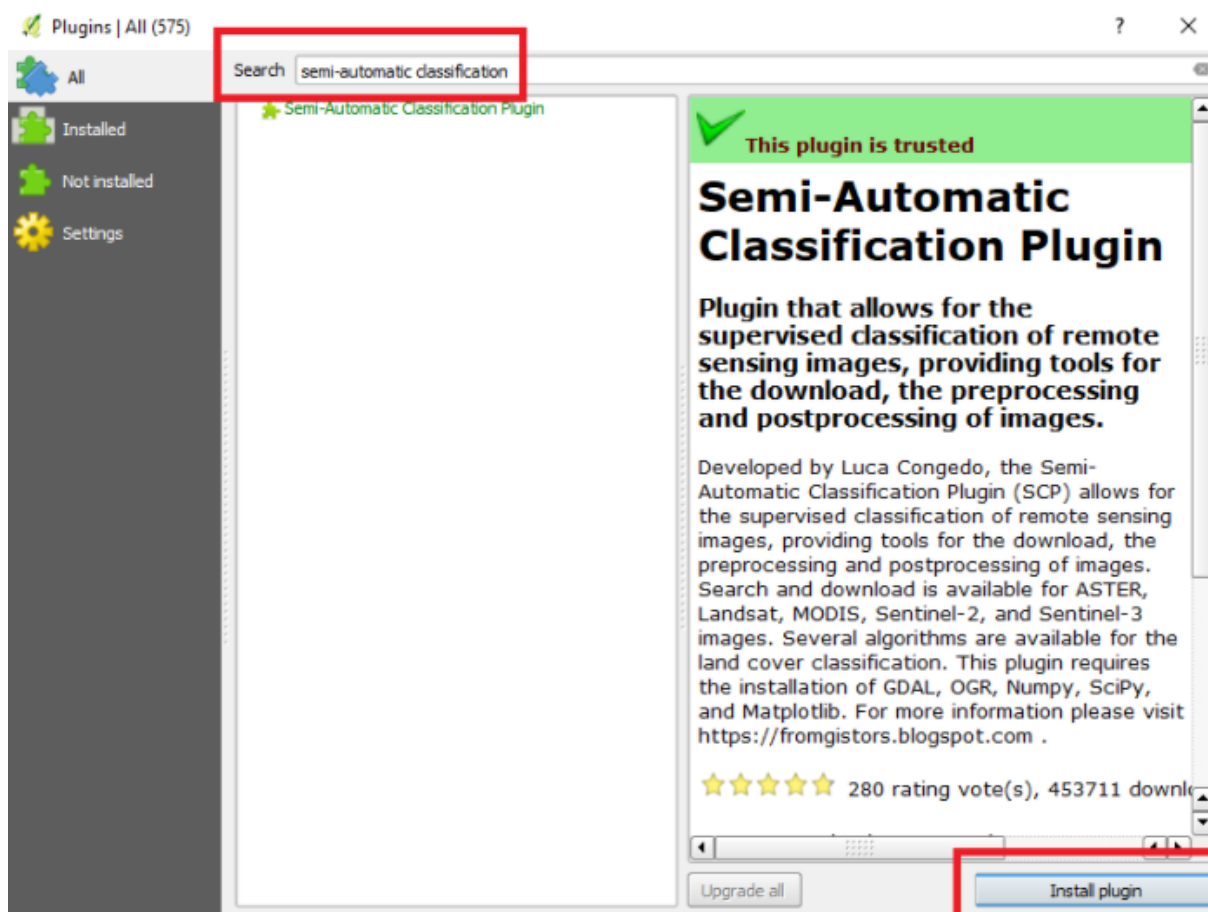 Plugins | All (575)
?
All
Installed
Not installed
Settings
Search semi-automatic classification
Semi-Automatic Classification Plugin
This plugin is trusted
Semi-Automatic
Classification Plugin
Plugin that allows for the
supervised classification of remote
sensing images, providing tools for
the download, the preprocessing
and postprocessing of images.
Developed by Luca Congedo, the Semi-
Automatic Classification Plugin (SCP) allows for
the supervised classification of remote sensing
images, providing tools for the download, the
preprocessing and postprocessing of images.
Search and download is available for ASTER,
Landsat, MODIS, Sentinel-2, and Sentinel-3
images. Several algorithms are available for the
land cover classification. This plugin requires
the installation of GDAL, OGR, Numpy, SciPy,
and Matplotlib. For more information please visit
https://fromgistors.blogspot.com .
280 rating vote(s), 453711 downl
Upgrade all
Install plugin